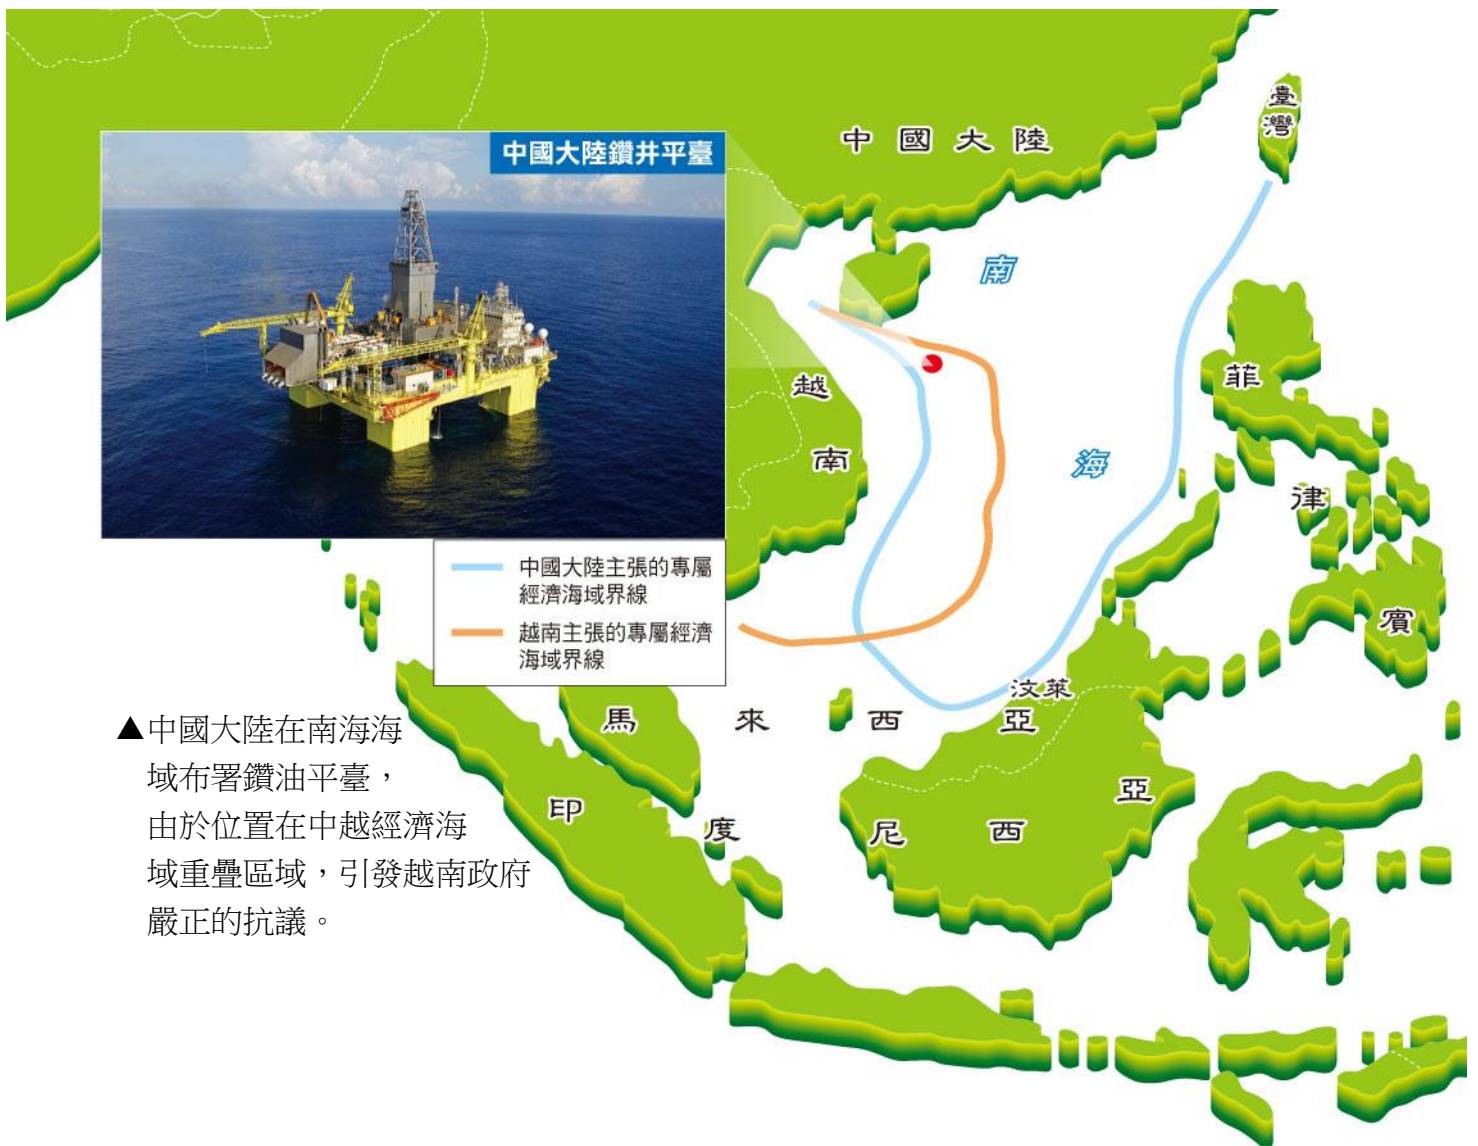 中國大陸鑽井平臺
中國大陸
臺灣
南海
越南
菲律賓
中國大陸主張的專屬
經濟海域界線
越南主張的專屬經濟
海域界線
汶萊
馬來西亞
印度尼西亞
▲中國大陸在南海海
域布署鑽油平臺，
由於位置在中越經濟海
域重疊區域，引發越南政府
嚴正的抗議。